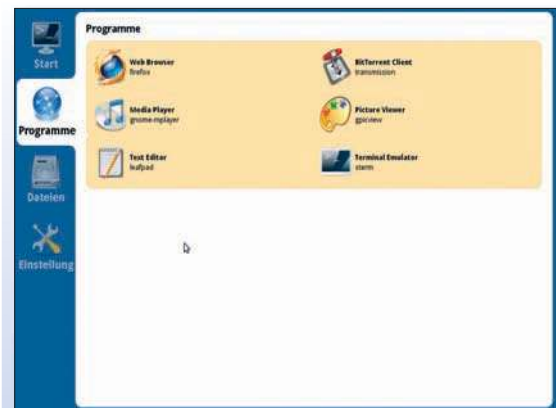 Start
Programme
Dateien
Einstellung
Programme
Web Browser
firefox
BitTorrent Client
transmission
Media Player
gnome-mplayer
Picture Viewer
gpicview
Text Editor
leafpad
Terminal Emulator
xterm